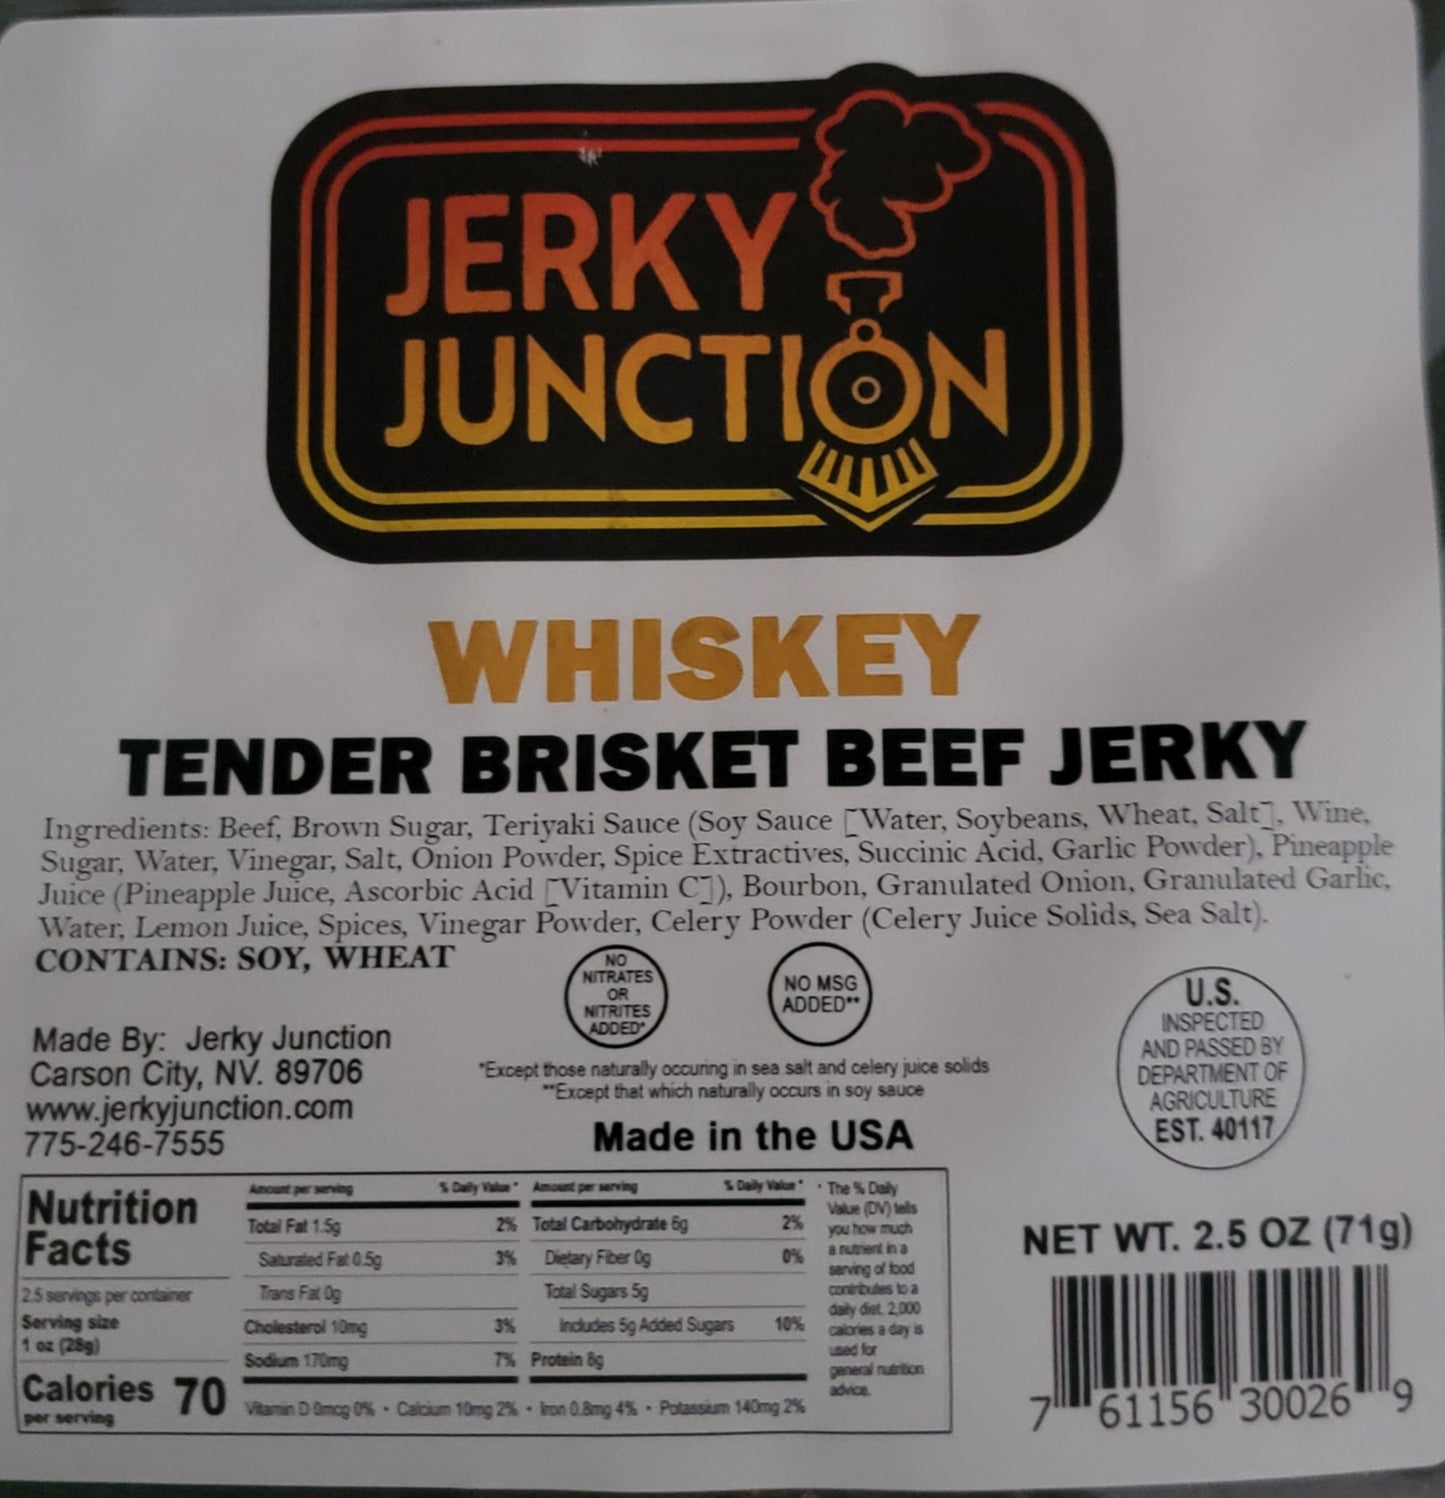 JERKY
JUNCTION
WHISKEY
TENDER BRISKET BEEF JERKY
Ingredients: Beef, Brown Sugar, Teriyaki Sauce (Soy Sauce [Water, Soybeans, Wheat, Salt], Wine,
Sugar, Water, Vinegar, Salt, Onion Powder, Spice Extractives, Succinic Acid, Garlic Powder), Pineapple
Juice (Pineapple Juice, Ascorbic Acid [Vitamin C]), Bourbon, Granulated Onion, Granulated Garlic,
Water, Lemon Juice, Spices, Vinegar Powder, Celery Powder (Celery Juice Solids, Sea Salt).
CONTAINS: SOY, WHEAT
NO
NITRATES
OR
NITRITES
ADDED*
NO MSG
ADDED**
*Except those naturally occuring in sea salt and celery juice solids
**Except that which naturally occurs in soy sauce
Made in the USA
Made By: Jerky Junction
Carson City, NV. 89706
www.jerkyjunction.com
775-246-7555
U.S.
INSPECTED
AND PASSED BY
DEPARTMENT OF
AGRICULTURE
EST. 40117
Nutrition
Facts
2.5 servings per container
Serving size
1 oz (28g)
Calories 70
per serving
Amount per serving % Daily Value*
Total Fat 1.5g 2%
Saturated Fat 0.5g 3%
Trans Fat 0g
Cholesterol 10mg 3%
Sodium 170mg 7%
Amount per serving % Daily Value*
Total Carbohydrate 6g 2%
Dietary Fiber 0g 0%
Total Sugars 5g
Includes 5g Added Sugars 10%
Protein 8g
Vitamin D 0mcg 0% • Calcium 10mg 2% • Iron 0.8mg 4% • Potassium 140mg 2%
* The % Daily
Value (DV) tells
you how much
a nutrient in a
serving of food
contributes to a
daily diet. 2,000
calories a day is
used for
general nutrition
advice.
NET WT. 2.5 OZ (71g)
7 61156 30026 9